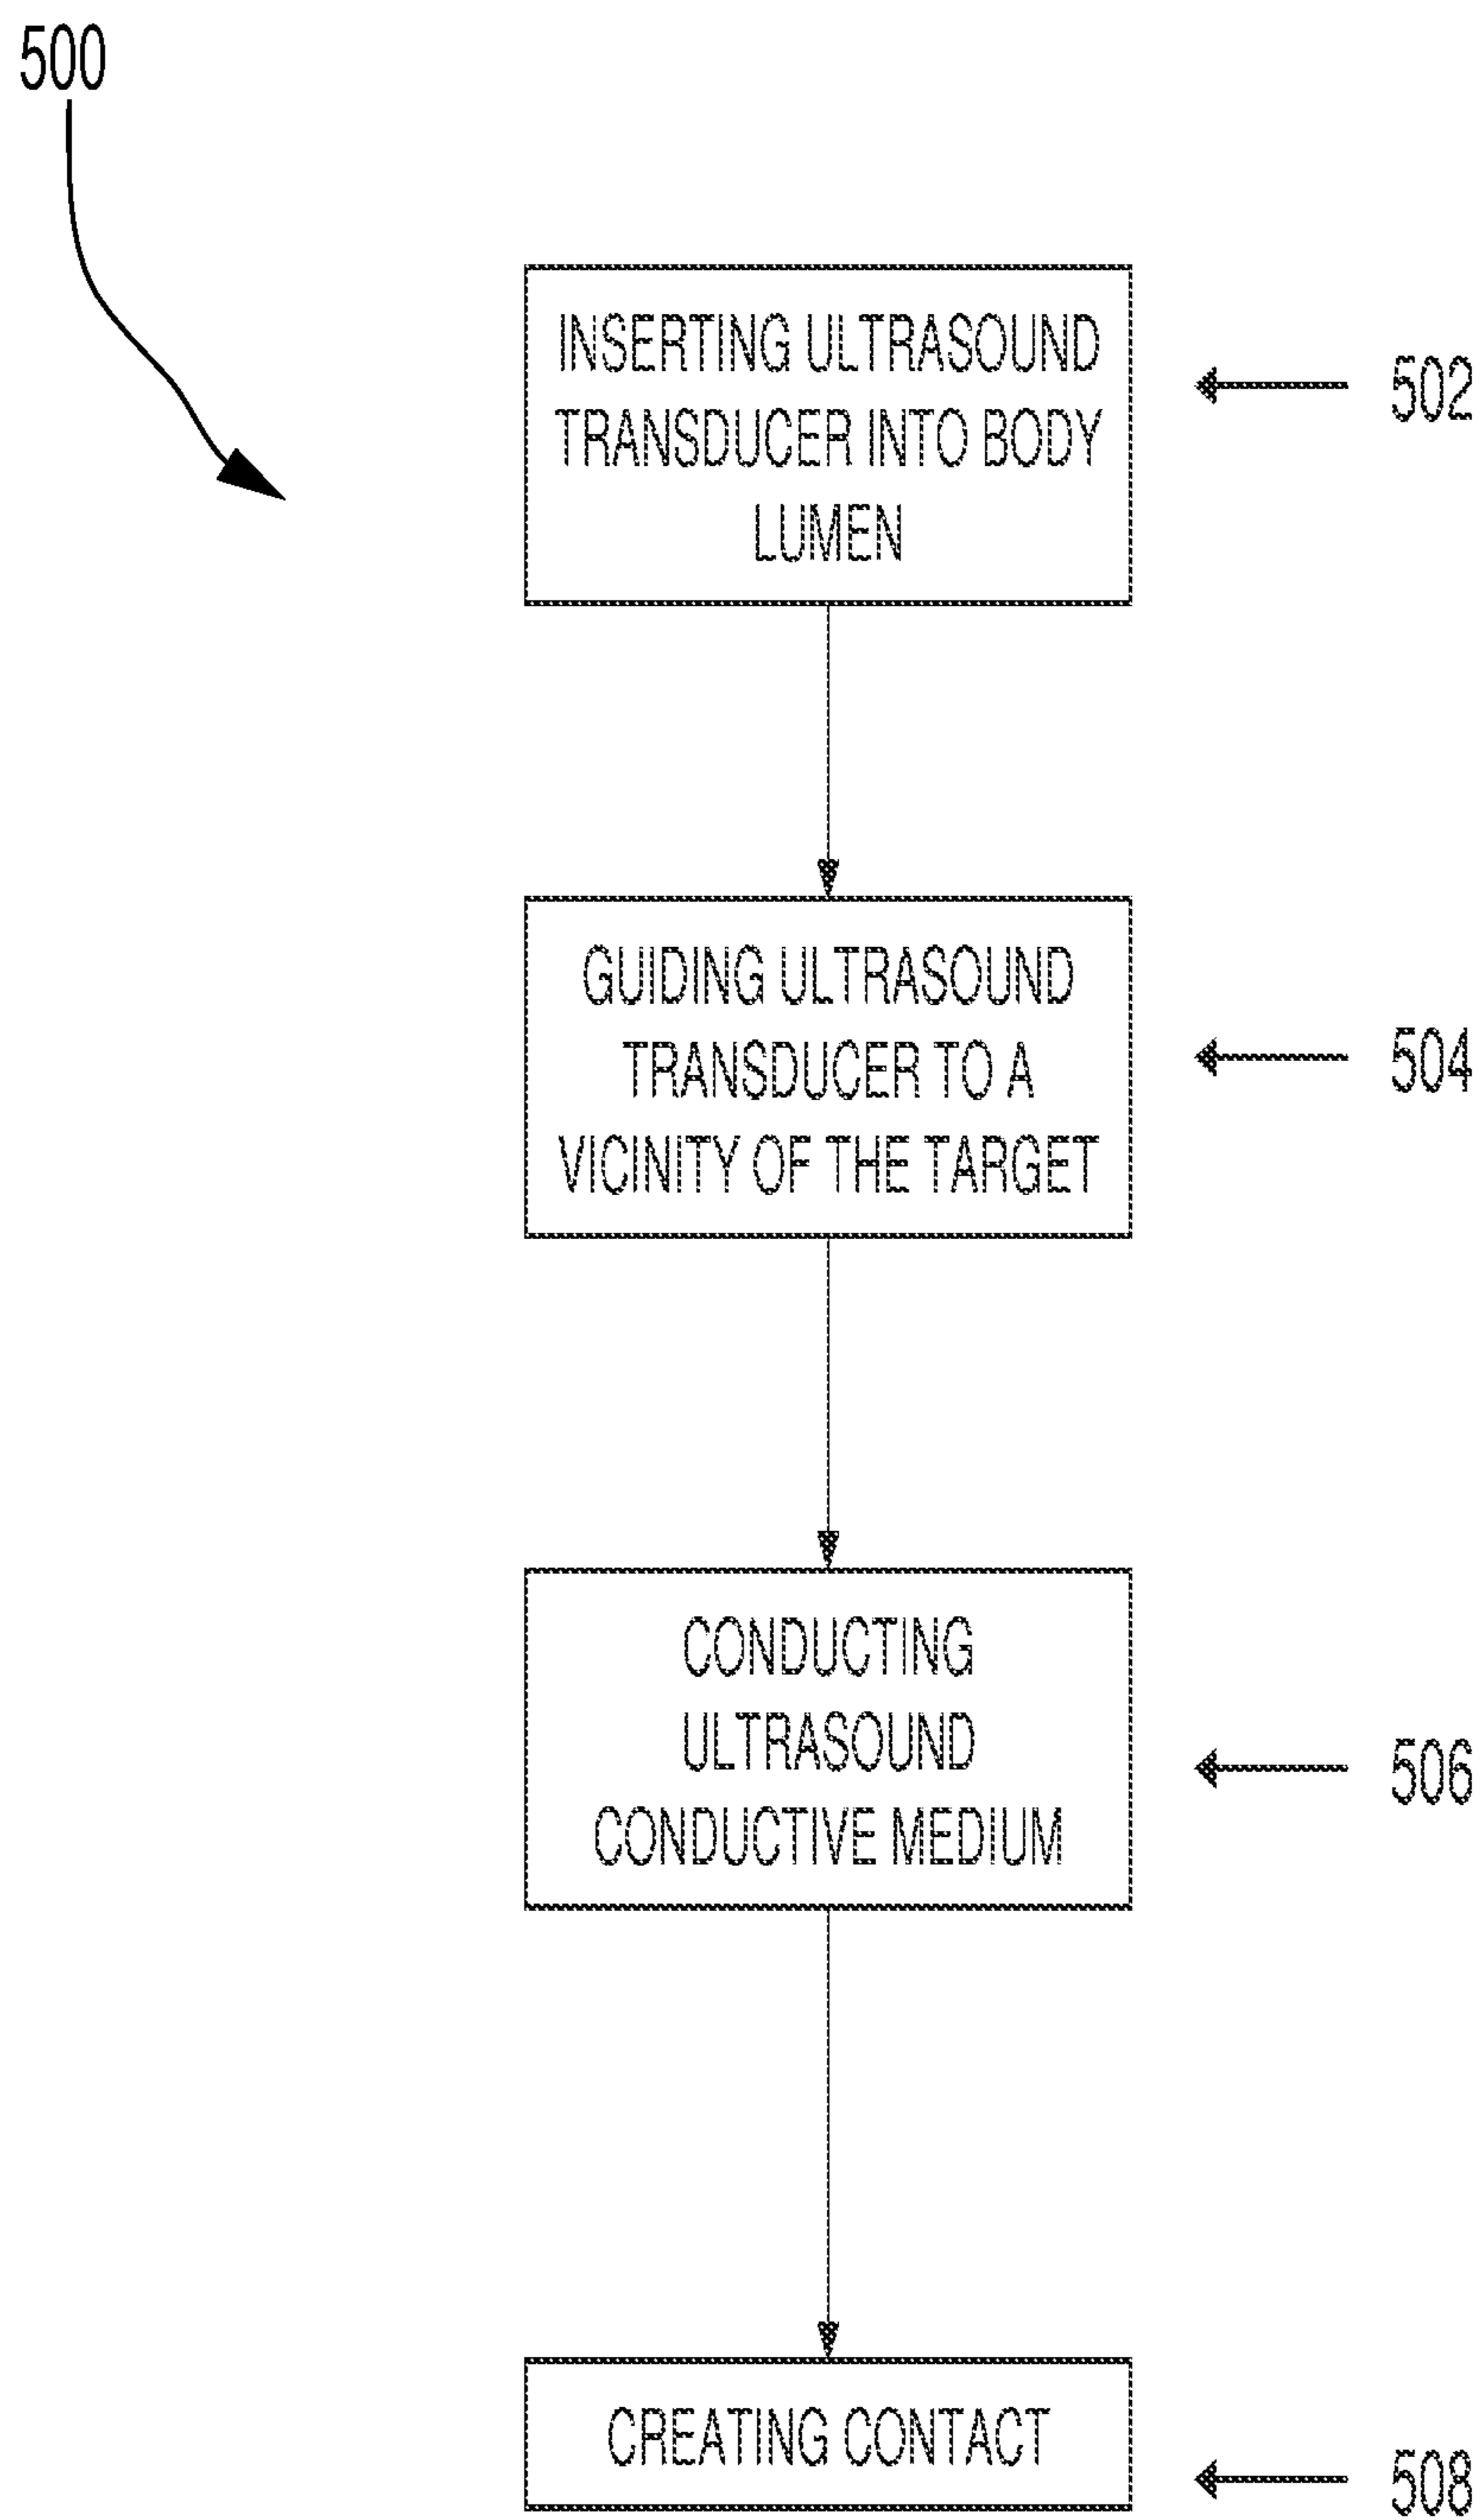 500
INSERTING ULTRASOUND
TRANSDUCER INTO BODY
LUMEN
502
GUIDING ULTRASOUND
TRANSDUCER TO A
VICINITY OF THE TARGET
504
CONDUCTING
ULTRASOUND
CONDUCTIVE MEDIUM
506
CREATING CONTACT
508